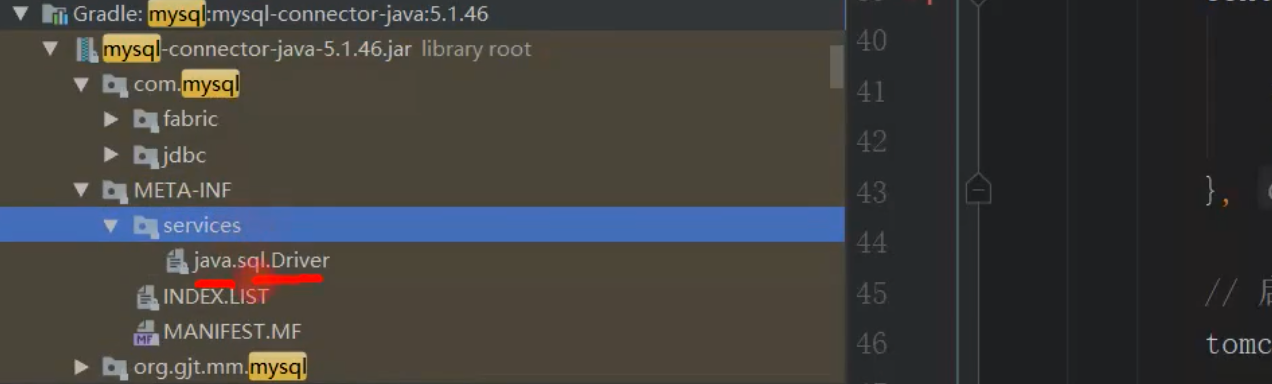 Gradle: mysql:mysql-connector-java:5.1.46
mysql-connector-java-5.1.46.jar library root
com.mysql
fabric
jdbc
META-INF
services
java.sql.Driver
INDEX.LIST
MANIFEST.MF
org.gjt.mm.mysql
40
41
42
43 },
44
45 //
46 tomc